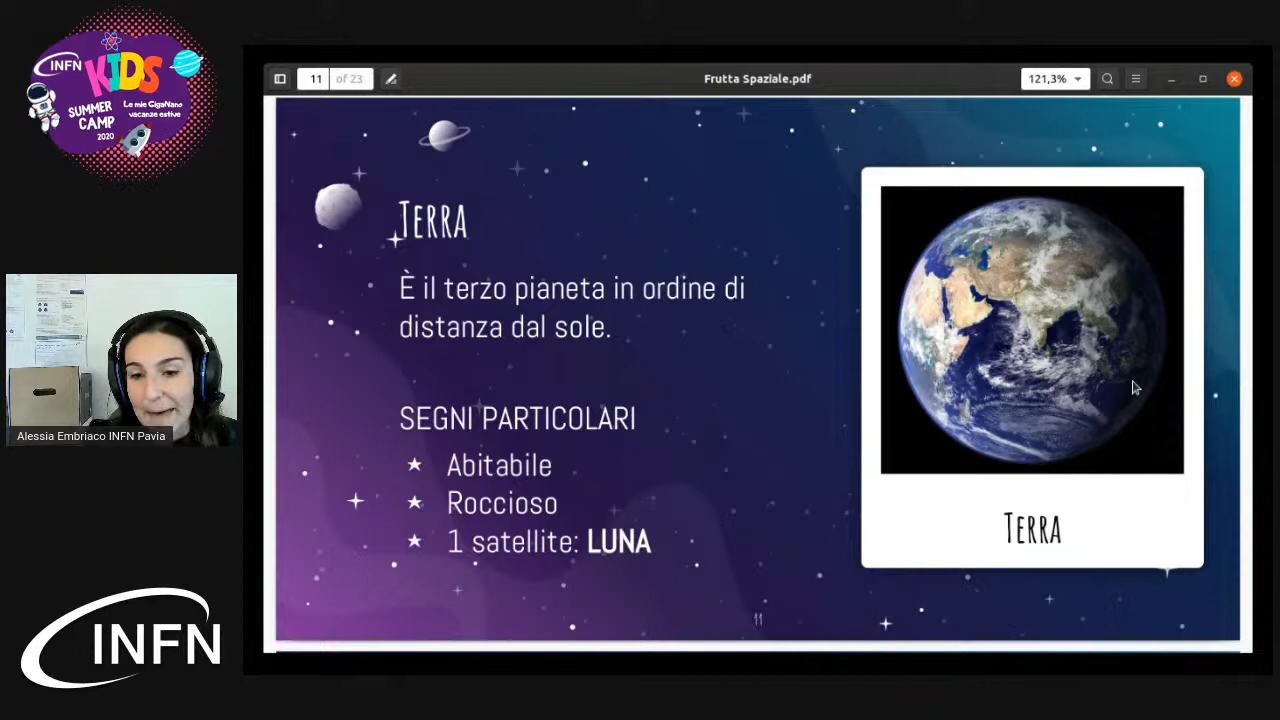 INFN
KIDS
SUMMER
CAMP
2020
Le mie GigaNano
vacanze estive
11 of 23
Frutta Spaziale.pdf
121,3%
TERRA
È il terzo pianeta in ordine di
distanza dal sole.
SEGNI PARTICOLARI
★ Abitabile
★ Roccioso
★ 1 satellite: LUNA
TERRA
11
Alessia Embriaco INFN Pavia
INFN